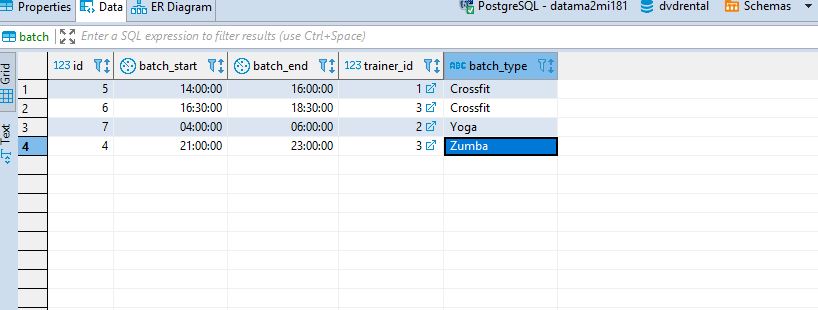 Properties Data ER Diagram PostgreSQL - datama2mi181 dvdrental Schemas
batch Enter a SQL expression to filter results (use Ctrl+Space)
Grid
Text
123 id batch_start batch_end 123 trainer_id ABC batch_type
1 5 14:00:00 16:00:00 1 Crossfit
2 6 16:30:00 18:30:00 3 Crossfit
3 7 04:00:00 06:00:00 2 Yoga
4 4 21:00:00 23:00:00 3 Zumba